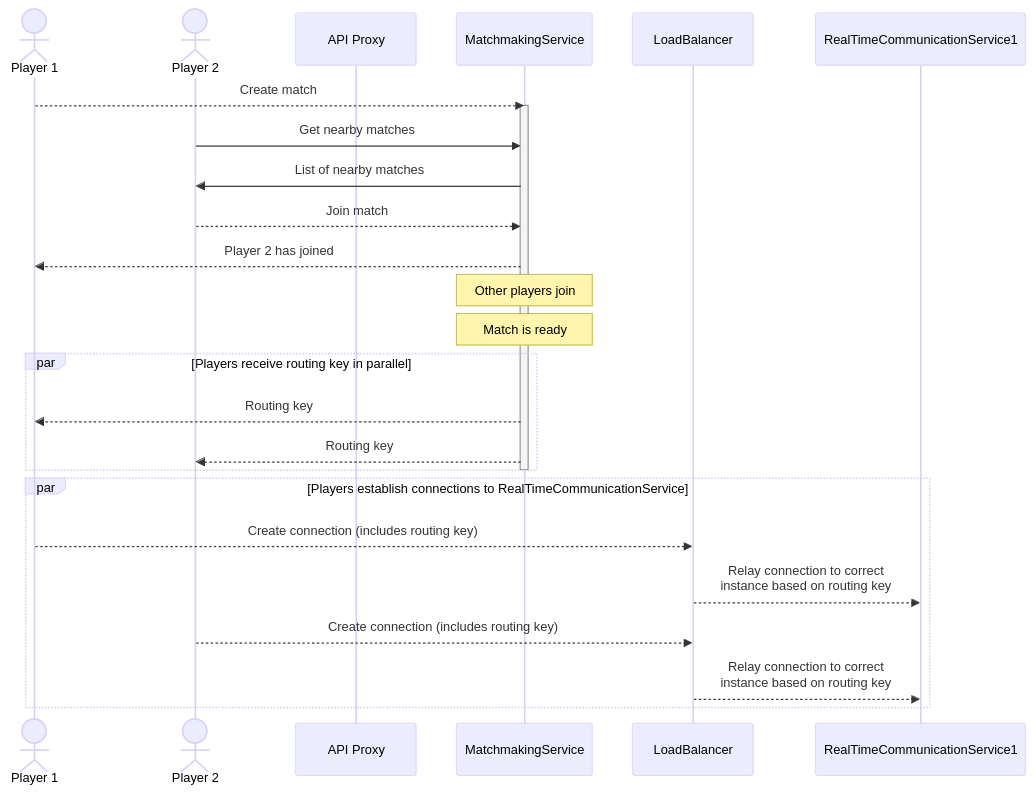 Player 1
Player 2
API Proxy
MatchmakingService
LoadBalancer
RealTimeCommunicationService1
Create match
Get nearby matches
List of nearby matches
Join match
Player 2 has joined
Other players join
Match is ready
par
[Players receive routing key in parallel]
Routing key
Routing key
par
[Players establish connections to RealTimeCommunicationService]
Create connection (includes routing key)
Relay connection to correct
instance based on routing key
Create connection (includes routing key)
Relay connection to correct
instance based on routing key
Player 1
Player 2
API Proxy
MatchmakingService
LoadBalancer
RealTimeCommunicationService1